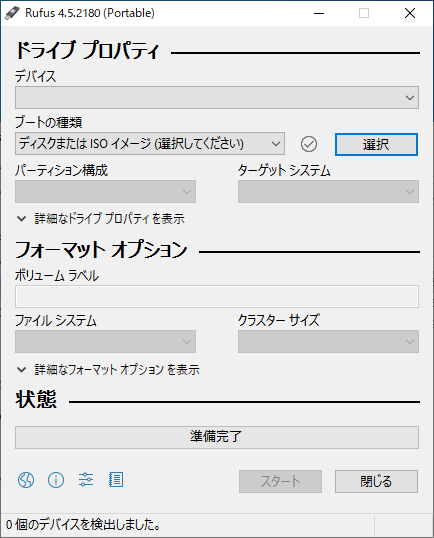 Rufus 4.5.2180 (Portable)
ドライブ プロパティ
デバイス
ブートの種類
ディスクまたは ISO イメージ (選択してください)
選択
パーティション構成
ターゲット システム
詳細なドライブ プロパティを表示
フォーマット オプション
ボリューム ラベル
ファイル システム
クラスター サイズ
詳細なフォーマット オプションを表示
状態
準備完了
スタート
閉じる
0 個のデバイスを検出しました。